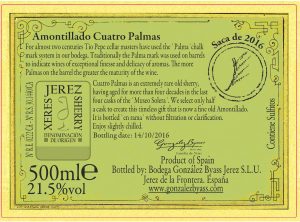 Amontillado Cuatro Palmas
For almost two centuries Tio Pepe cellar masters have used the 'Palma' chalk
mark system in our bodega. Traditionally the Palma mark was used on barrels
to indicate wines of exceptional finesse and delicacy of ageing. The more
Palmas on the barrel the greater the maturity of the wine.
Saca de 2016
Cuatro Palmas is an extremely rare old sherry,
having aged for more than four decades in the last
four casks of the "Museo Solera". We select only half
a cask to create this timeless gift that is now a fine old Amontillado.
It is bottled ¨en rama¨ without filtration or clarification.
Enjoy slightly chilled.
Bottling date: 14/10/2016
JEREZ
XERES
SHERRY
DENOMINACIÓN
DE ORIGEN
Contiene Sulfitos
500ml e
21.5%vol
González Byass
Product of Spain
Bottled by: Bodega González Byass Jerez S.L.U.
Jerez de la Frontera, España
www.gonzalezbyass.com